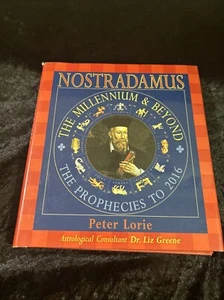 NOSTRADAMUS
THE MILLENNIUM & BEYOND
THE PROPHECIES TO 2016
Peter Lorie
Astrological Consultant Dr. Liz Greene